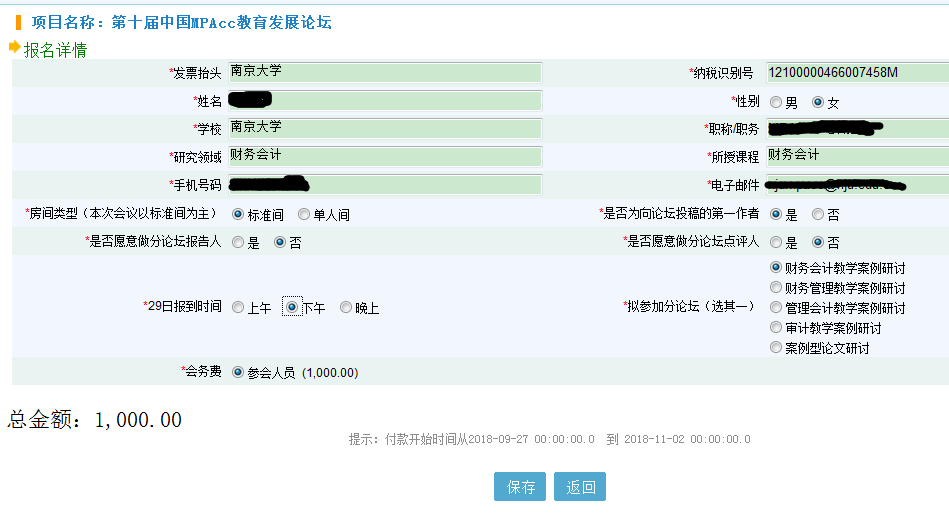 项目名称：第十届中国MPAcc教育发展论坛
报名详情
*发票抬头 南京大学 *纳税识别号 12100000466007458M
*姓名 *性别 男 女
*学校 南京大学 *职称/职务
*研究领域 财务会计 *所授课程 财务会计
*手机号码 *电子邮件
*房间类型（本次会议以标准间为主） 标准间 单人间 *是否为向论坛投稿的第一作者 是 否
*是否愿意做分论坛报告人 是 否 *是否愿意做分论坛点评人 是 否
*29日报到时间 上午 下午 晚上 *拟参加分论坛（选其一） 财务会计教学案例研讨
财务管理教学案例研讨
管理会计教学案例研讨
审计教学案例研讨
案例型论文研讨
*会务费 参会人员 (1,000.00)
总金额：1,000.00
提示：付款开始时间从2018-09-27 00:00:00.0 到 2018-11-02 00:00:00.0
保存 返回